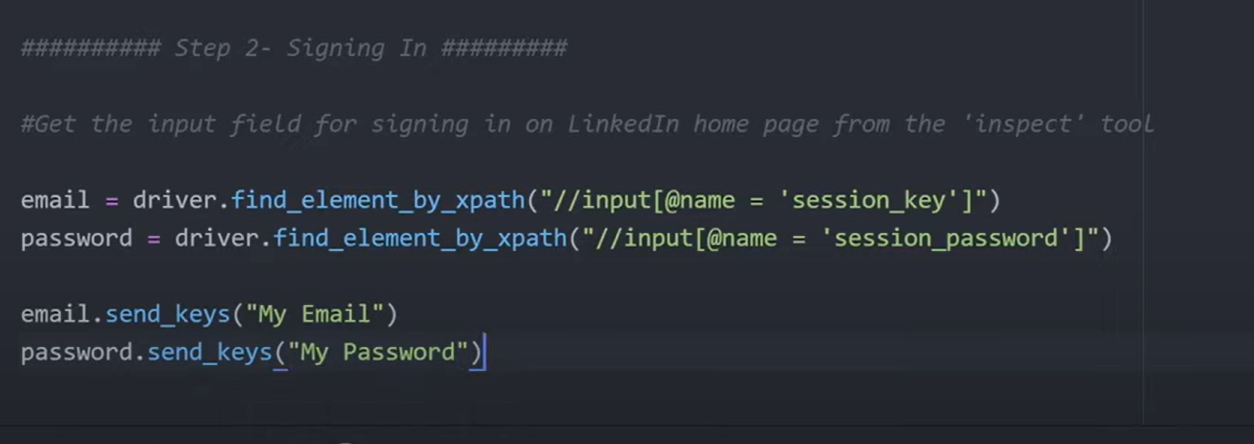 ########## Step 2- Signing In #########
#Get the input field for signing in on LinkedIn home page from the 'inspect' tool
email = driver.find_element_by_xpath("//input[@name = 'session_key']")
password = driver.find_element_by_xpath("//input[@name = 'session_password']")
email.send_keys("My Email")
password.send_keys("My Password")